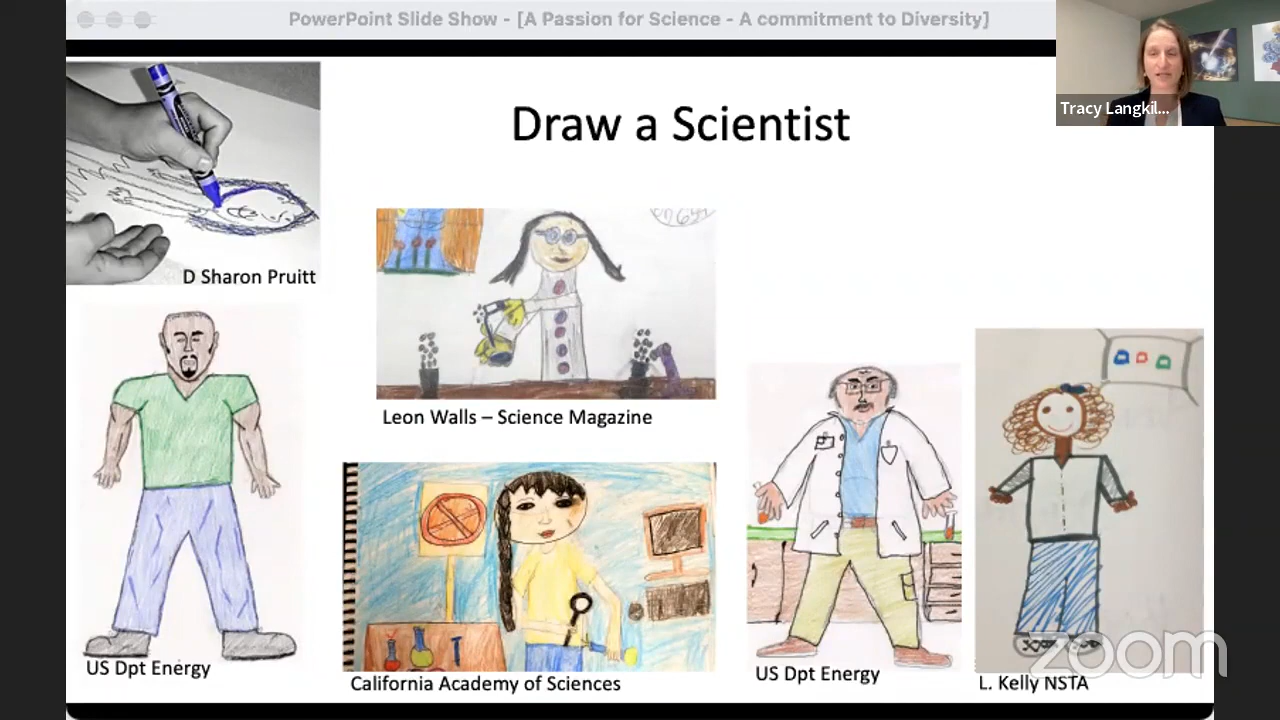 PowerPoint Slide Show - [A Passion for Science - A commitment to Diversity]
Tracy Langkil...
Draw a Scientist
D Sharon Pruitt
Leon Walls – Science Magazine
US Dpt Energy
California Academy of Sciences
US Dpt Energy
L. Kelly NSTA
zoom